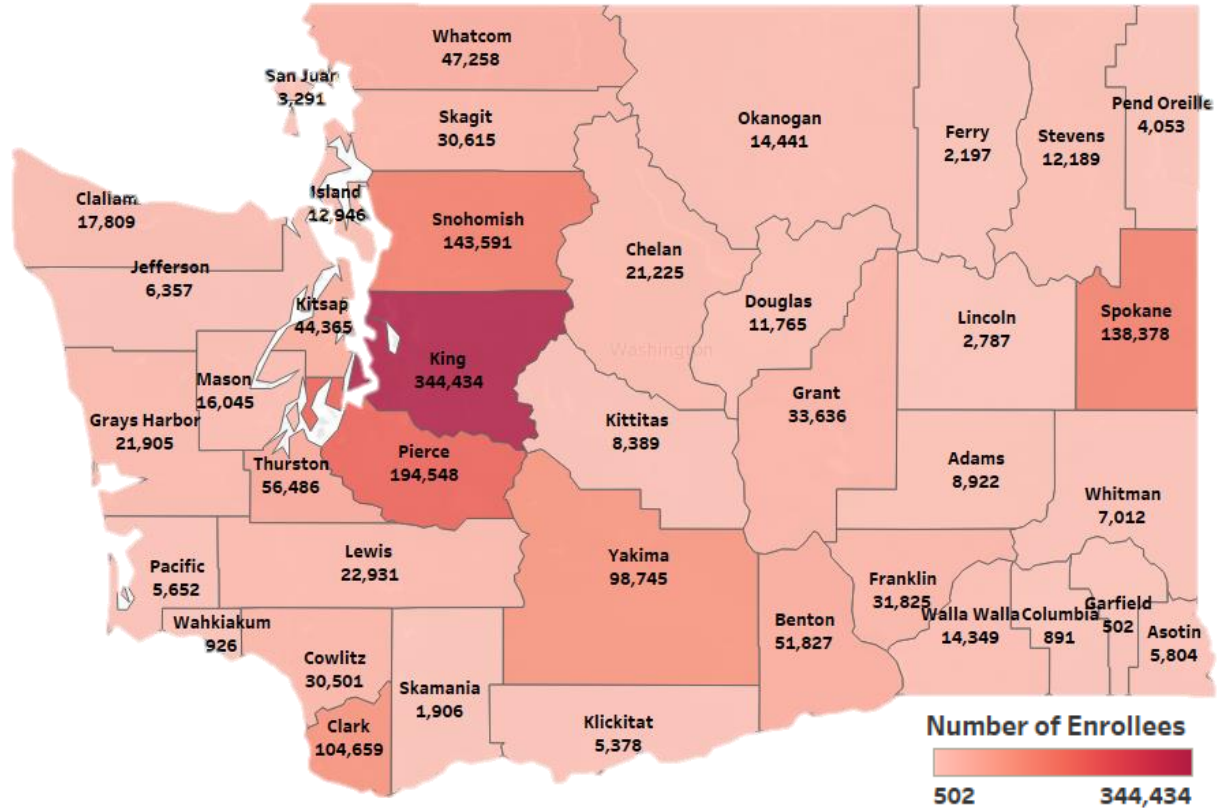 Whatcom
47,258
San Juan
3,291
Skagit
30,615
Okanogan
14,441
Ferry
2,197
Stevens
12,189
Pend Oreille
4,053
Clallam
17,809
Island
12,946
Snohomish
143,591
Chelan
21,225
Jefferson
6,357
Kitsap
44,365
Douglas
11,765
Lincoln
2,787
Spokane
138,378
King
344,434
Washington
Mason
16,045
Grant
33,636
Grays Harbor
21,905
Kittitas
8,389
Thurston
56,486
Pierce
194,548
Adams
8,922
Whitman
7,012
Pacific
5,652
Lewis
22,931
Yakima
98,745
Franklin
31,825
Wahkiakum
926
Benton
51,827
Walla Walla
14,349
Columbia
891
Garfield
502
Asotin
5,804
Cowlitz
30,501
Skamania
1,906
Clark
104,659
Klickitat
5,378
Number of Enrollees
502 344,434